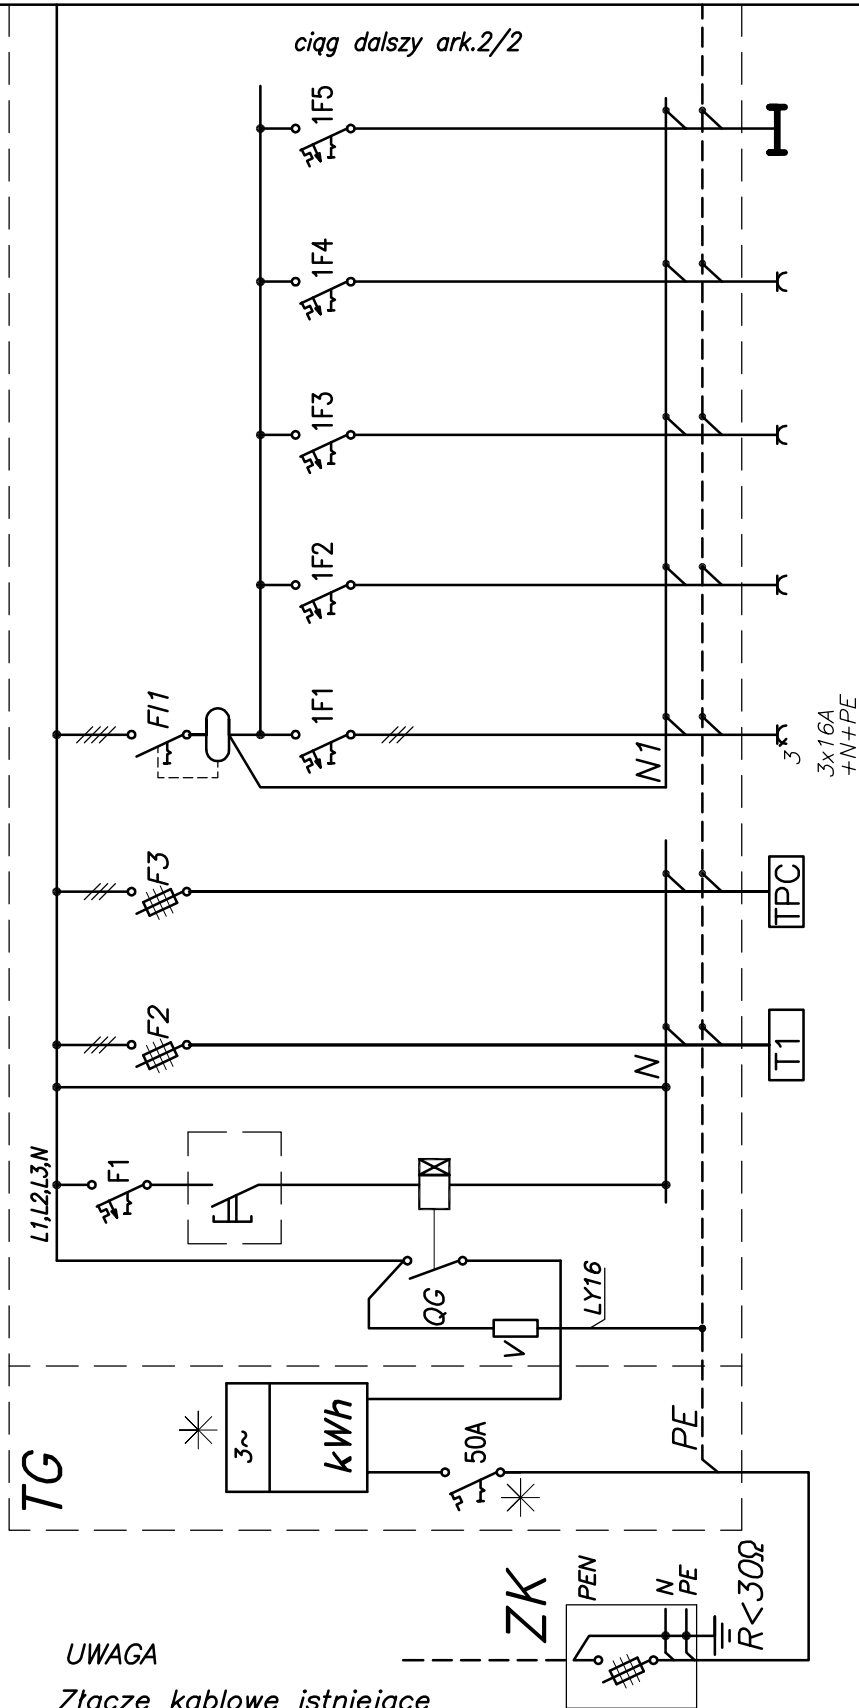 ciąg dalszy ark.2/2
1F5
1F4
1F3
1F2
1F1
FI1
N1
3
3x16A
+N+PE
F3
TPC
F2
N
T1
L1,L2,L3,N
F1
QG
LY16
V
TG
3~
kWh
50A
PE
ZK
PEN
N
PE
R<30Ω
UWAGA
Złącze kablowe istniejące